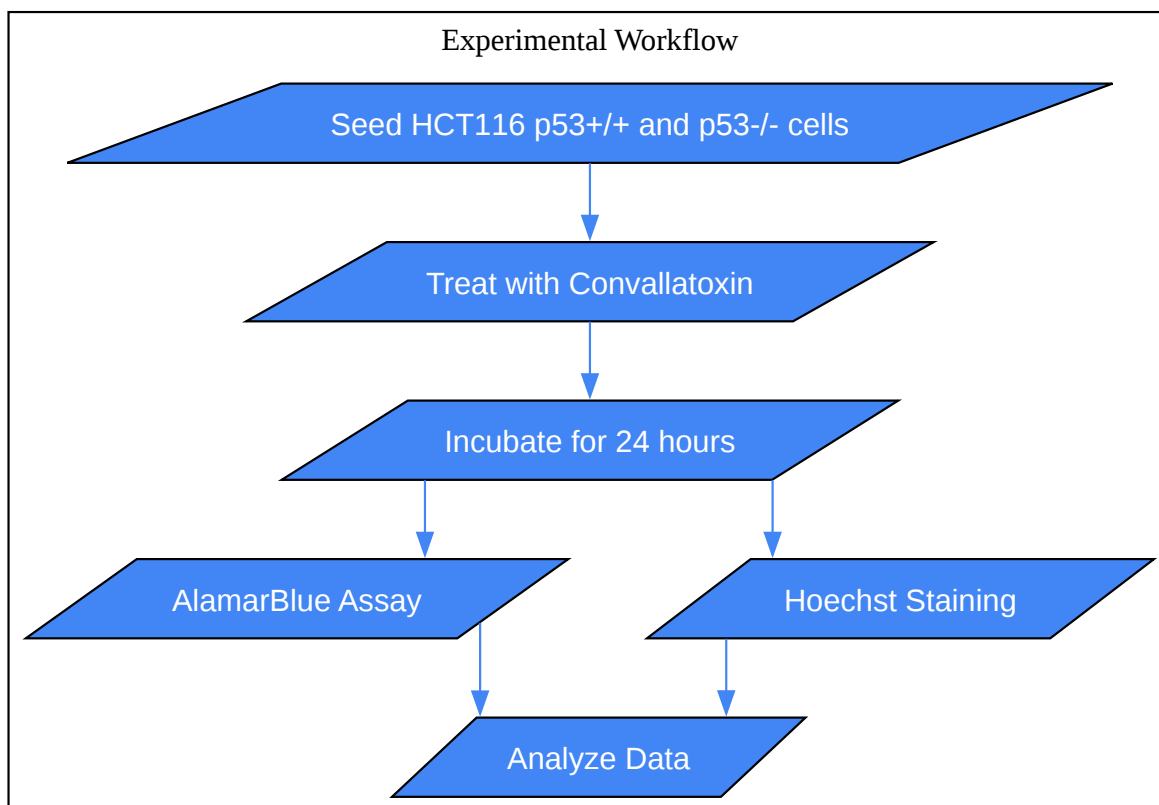 Experimental Workflow
Seed HCT116 p53+/+ and p53-/- cells
Treat with Convallatoxin
Incubate for 24 hours
AlamarBlue Assay
Hoechst Staining
Analyze Data